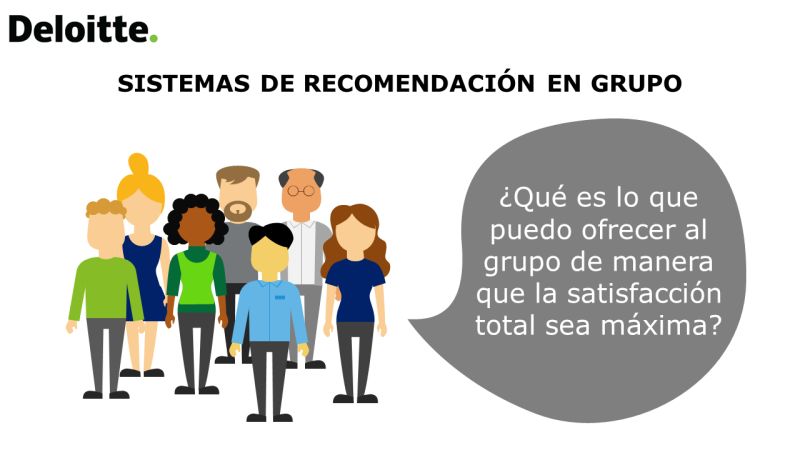 Deloitte.
SISTEMAS DE RECOMENDACIÓN EN GRUPO
¿Qué es lo que
puedo ofrecer al
grupo de manera
que la satisfacción
total sea máxima?